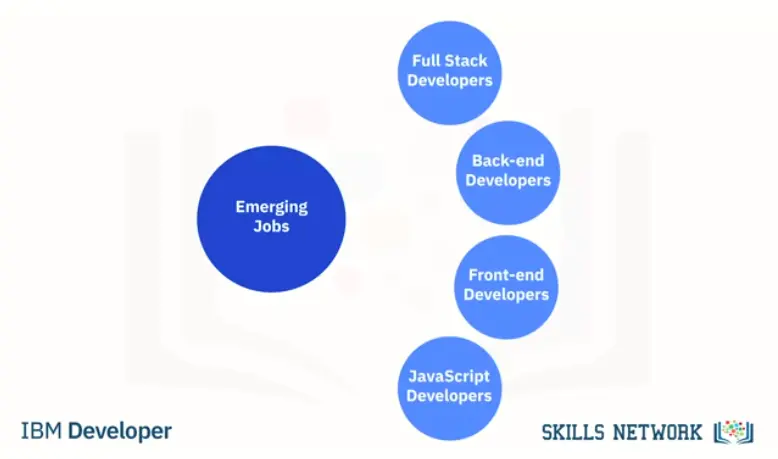 Full Stack
Developers
Back-end
Developers
Emerging
Jobs
Front-end
Developers
JavaScript
Developers
IBM Developer
SKILLS NETWORK